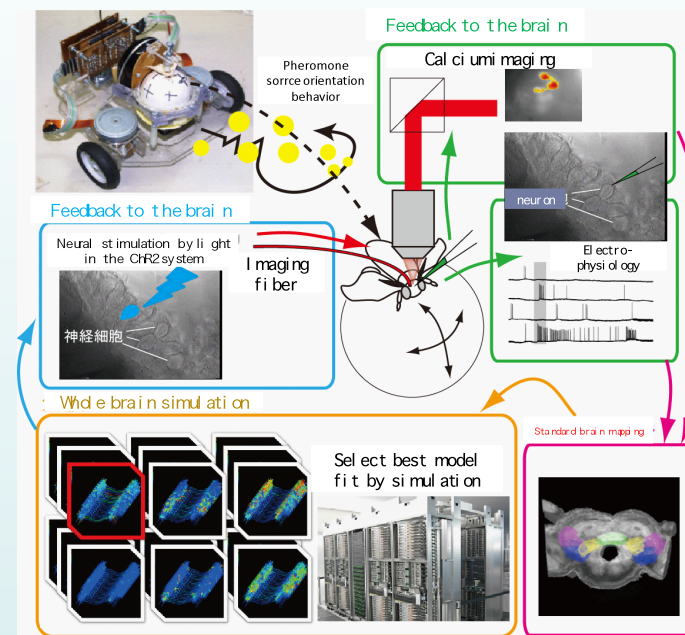 Feedback to the brain
Calcium imaging
Pheromone
sorrce orientation
behavior
neuron
Feedback to the brain
Neural stimulation by light
in the ChR2 system
Imaging
fiber
Electro-
physiology
神経細胞
Whole brain simulation
Standard brain mapping
Select best model
fit by simulation